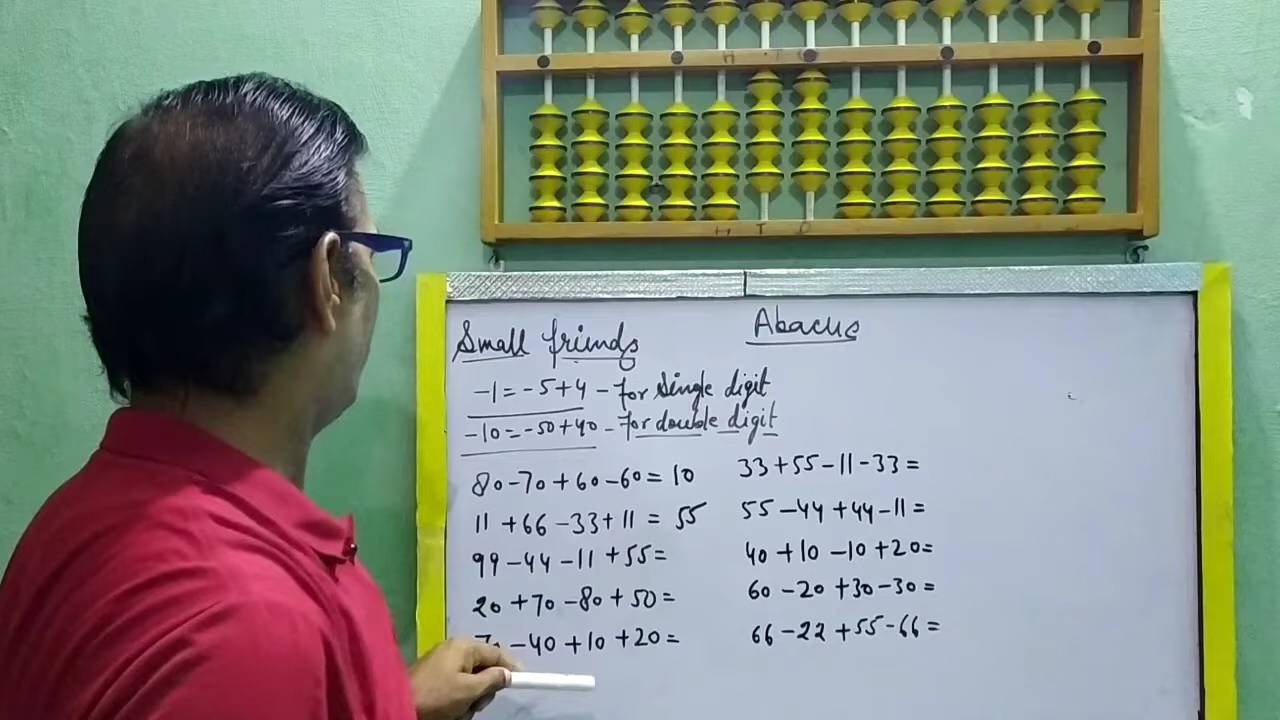 H T O
H T O
Small friends
Abacus
-1 = -5+4 - for single digit
-10 = -50+40 - for double digit
80-70+60-60= 10
11+66-33+11 = 55
99-44-11+55=
20+70-80+50=
70-40+10+20=
33+55-11-33=
55-44+44-11=
40+10-10+20=
60-20+30-30=
66-22+55-66=